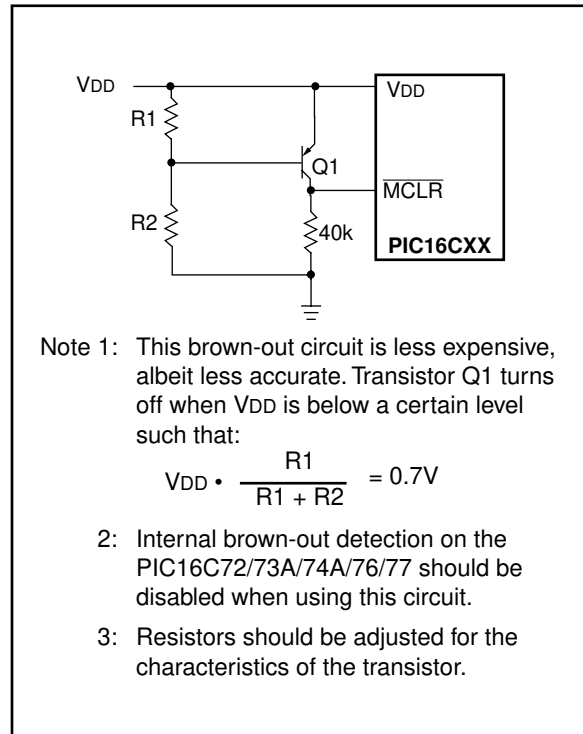 VDD
VDD
R1
Q1
MCLR
R2
40k
PIC16CXX
Note 1: This brown-out circuit is less expensive,
albeit less accurate. Transistor Q1 turns
off when VDD is below a certain level
such that:
VDD • R1 / R1 + R2 = 0.7V
2: Internal brown-out detection on the
PIC16C72/73A/74A/76/77 should be
disabled when using this circuit.
3: Resistors should be adjusted for the
characteristics of the transistor.